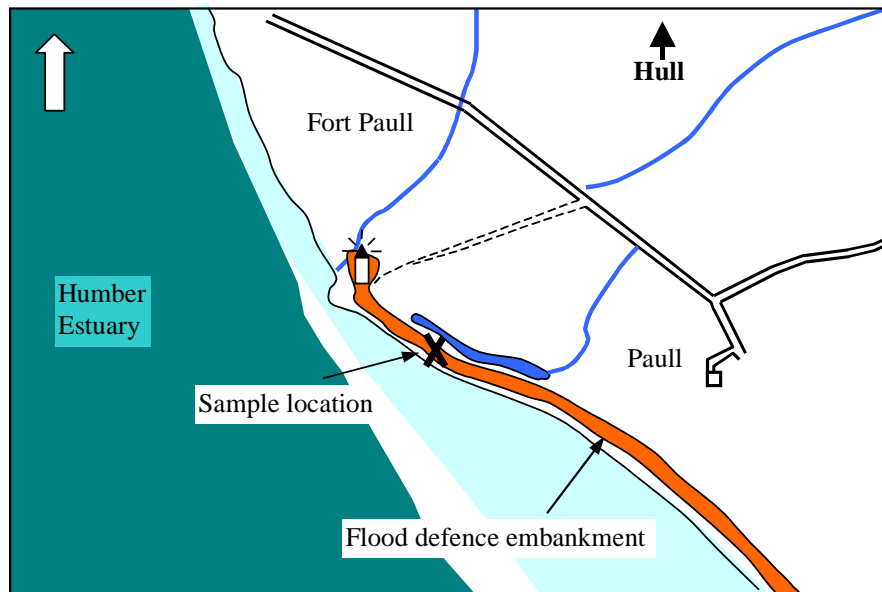 Hull
Fort Paull
Humber
Estuary
Paull
Sample location
Flood defence embankment